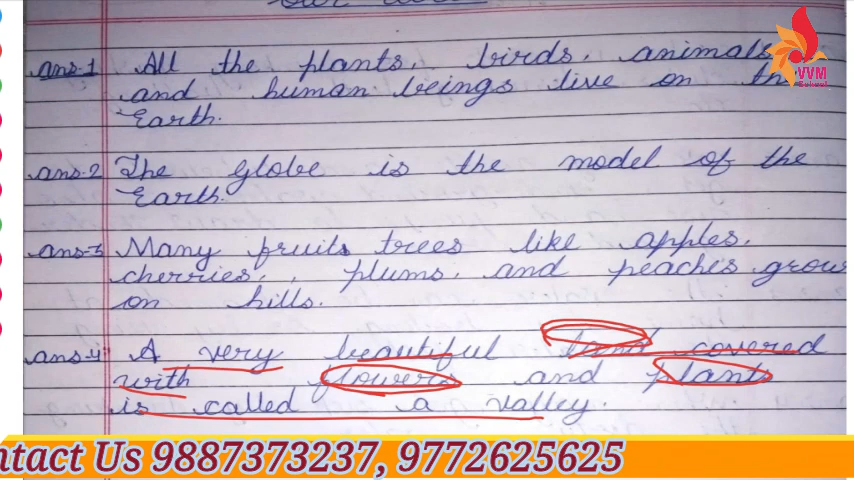 ans-1 All the plants, birds, animals
and human beings live on the
Earth.
ans-2 The globe is the model of the
Earth.
ans-3 Many fruits trees like apples,
cherries, plums, and peaches grow
on hills.
ans-4 A very beautiful land covered
with flowers and plants
is called a valley.
VVM
School
ntact Us 9887373237, 9772625625